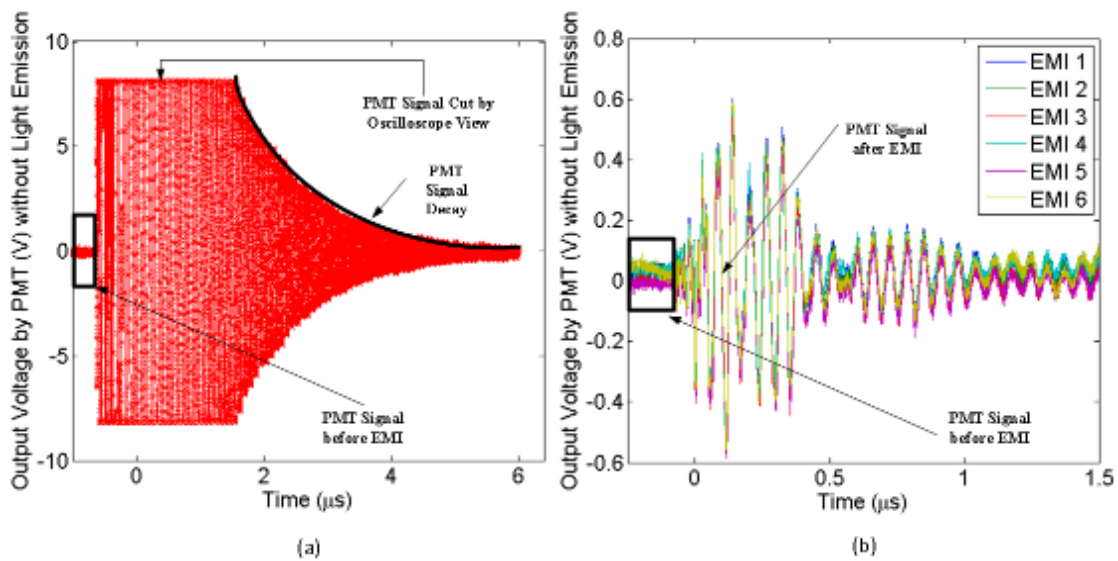 Output Voltage by PMT (V) without Light Emission
10
5
0
-5
-10
0
2
4
6
Time (μs)
PMT Signal Cut by
Oscilloscope View
PMT
Signal
Decay
PMT Signal
before EMI
(a)
Output Voltage by PMT (V) without Light Emission
0.8
0.6
0.4
0.2
0
-0.2
-0.4
-0.6
0
0.5
1
1.5
Time (μs)
EMI 1
EMI 2
EMI 3
EMI 4
EMI 5
EMI 6
PMT Signal
after EMI
PMT Signal
before EMI
(b)